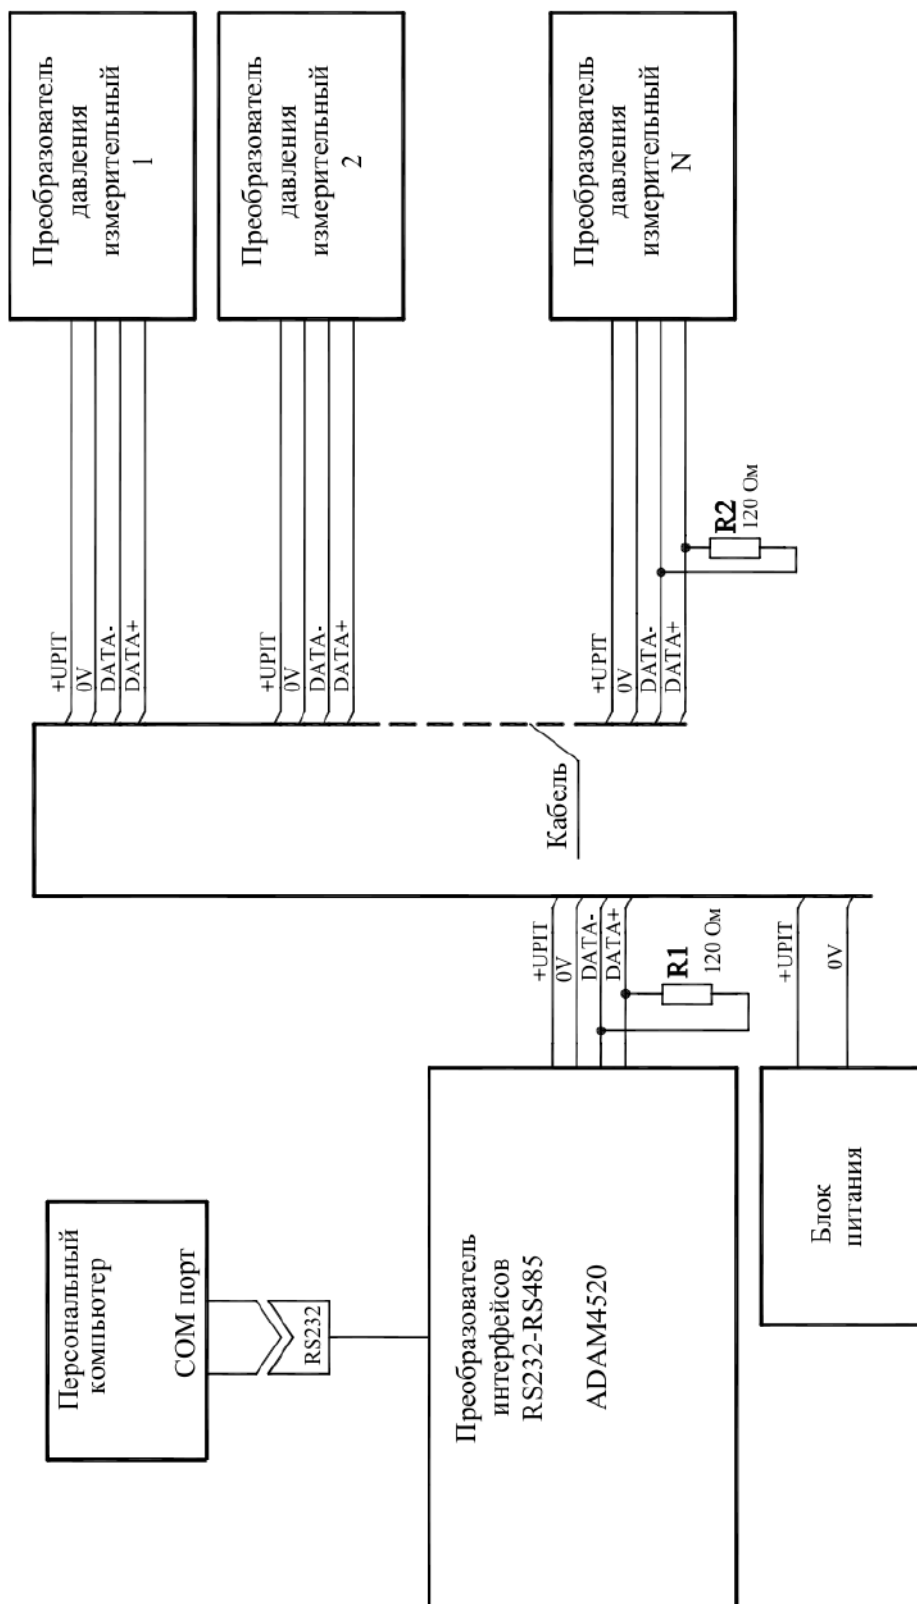 Преобразователь
давления
измерительный
1
Преобразователь
давления
измерительный
2
Преобразователь
давления
измерительный
N
+UPIT
0V
DATA-
DATA+
+UPIT
0V
DATA-
DATA+
+UPIT
0V
DATA-
DATA+
R2
120 Ом
Кабель
+UPIT
0V
DATA-
DATA+
R1
120 Ом
+UPIT
0V
Персональный
компьютер
COM порт
RS232
Преобразователь
интерфейсов
RS232-RS485
ADAM4520
Блок
питания